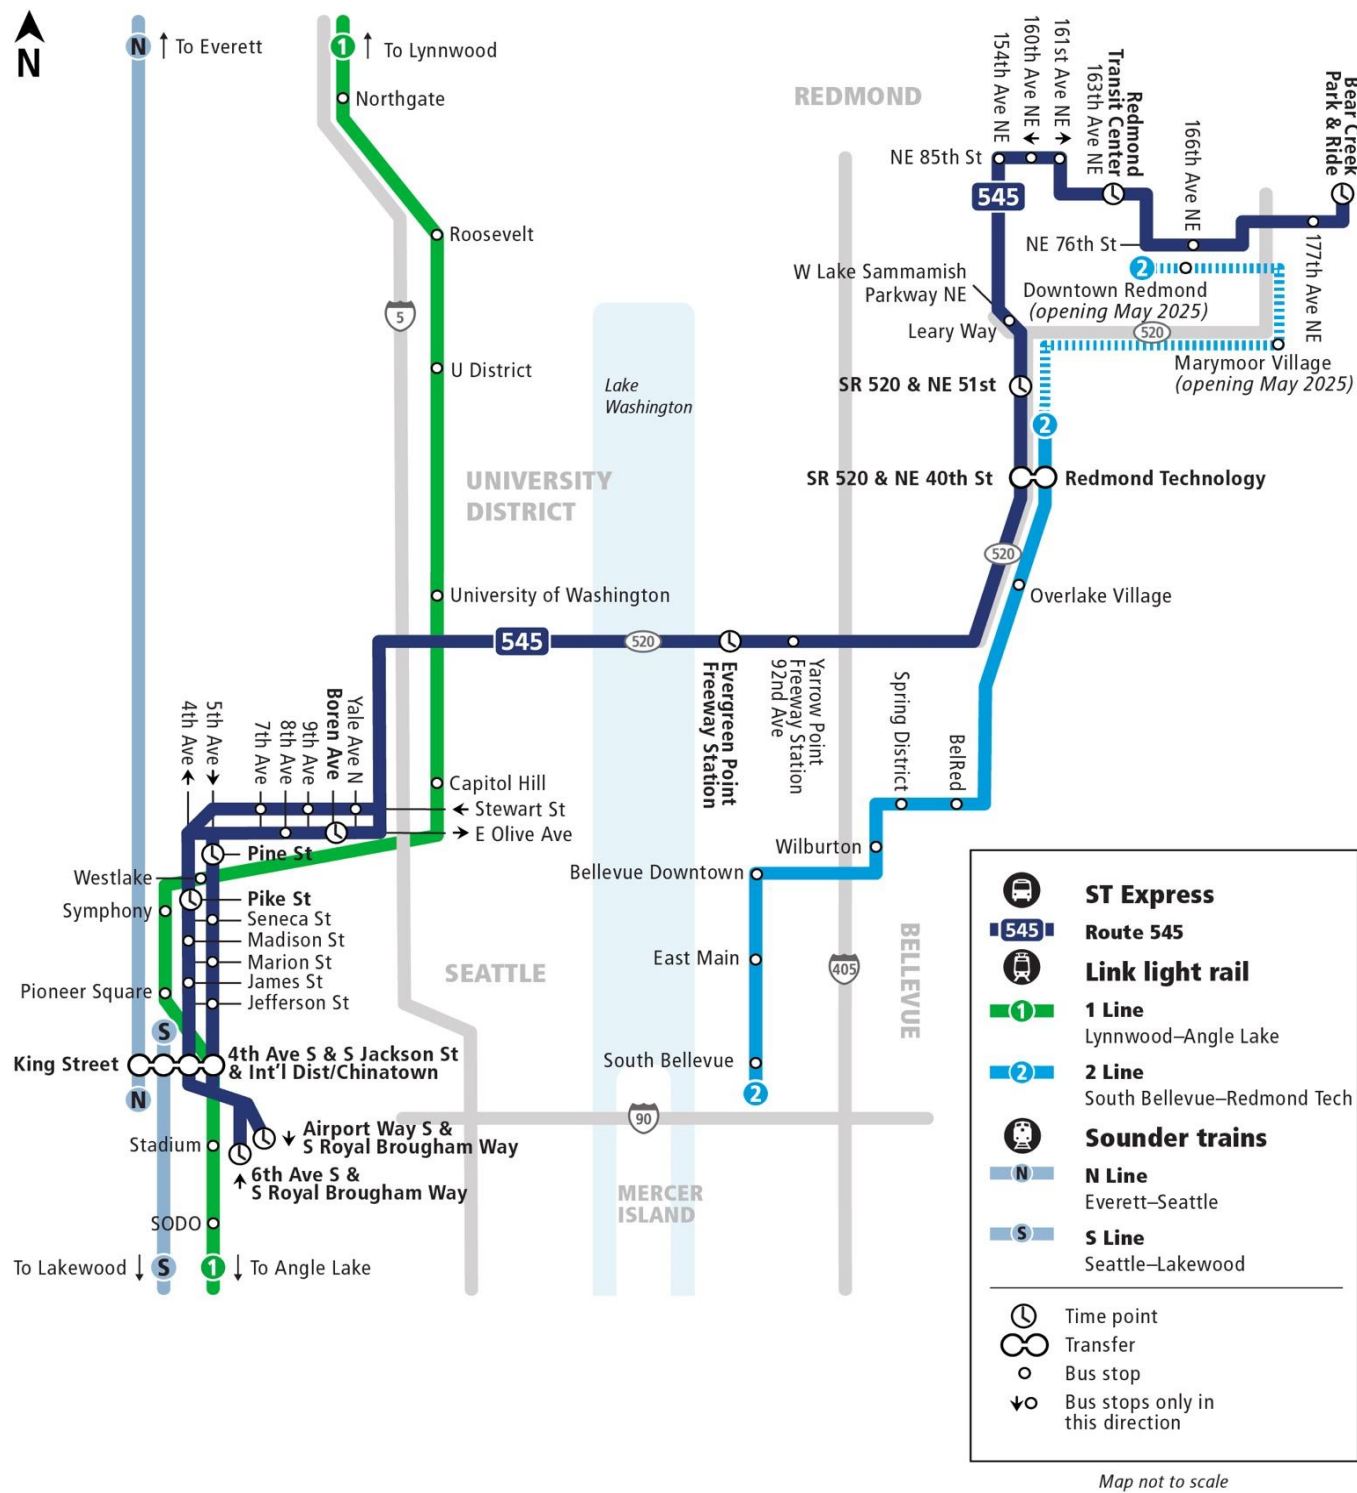 N
N
↑ To Everett
1
↑ To Lynnwood
Northgate
Roosevelt
5
U District
UNIVERSITY
DISTRICT
University of Washington
Lake
Washington
REDMOND
NE 85th St
154th Ave NE
160th Ave NE ←
161st Ave NE →
Redmond
Transit Center
163rd Ave NE
166th Ave NE
Bear Creek
Park & Ride
545
NE 76th St
177th Ave NE
2
Downtown Redmond
(opening May 2025)
W Lake Sammamish
Parkway NE
Leary Way
520
Marymoor Village
(opening May 2025)
SR 520 & NE 51st
2
SR 520 & NE 40th St
Redmond Technology
520
Overlake Village
545
520
Evergreen Point
Freeway Station
Yarrow Point
Freeway Station
92nd Ave
Spring District
BelRed
4th Ave →
5th Ave →
7th Ave
8th Ave
9th Ave
Boren Ave
Yale Ave N
Capitol Hill
← Stewart St
→ E Olive Ave
Pine St
Westlake
Pike St
Symphony
Seneca St
Madison St
Marion St
James St
Pioneer Square
Jefferson St
SEATTLE
Wilburton
Bellevue Downtown
East Main
405
BELLEVUE
South Bellevue
2
S
King Street
4th Ave S & S Jackson St
& Int'l Dist/Chinatown
N
90
Stadium
↓ Airport Way S &
S Royal Brougham Way
↑ 6th Ave S &
S Royal Brougham Way
MERCER
ISLAND
SODO
To Lakewood ↓
S
1
↓ To Angle Lake
ST Express
545
Route 545
Link light rail
1
1 Line
Lynnwood–Angle Lake
2
2 Line
South Bellevue–Redmond Tech
Sounder trains
N
N Line
Everett–Seattle
S
S Line
Seattle–Lakewood
Time point
Transfer
Bus stop
Bus stops only in
this direction
Map not to scale